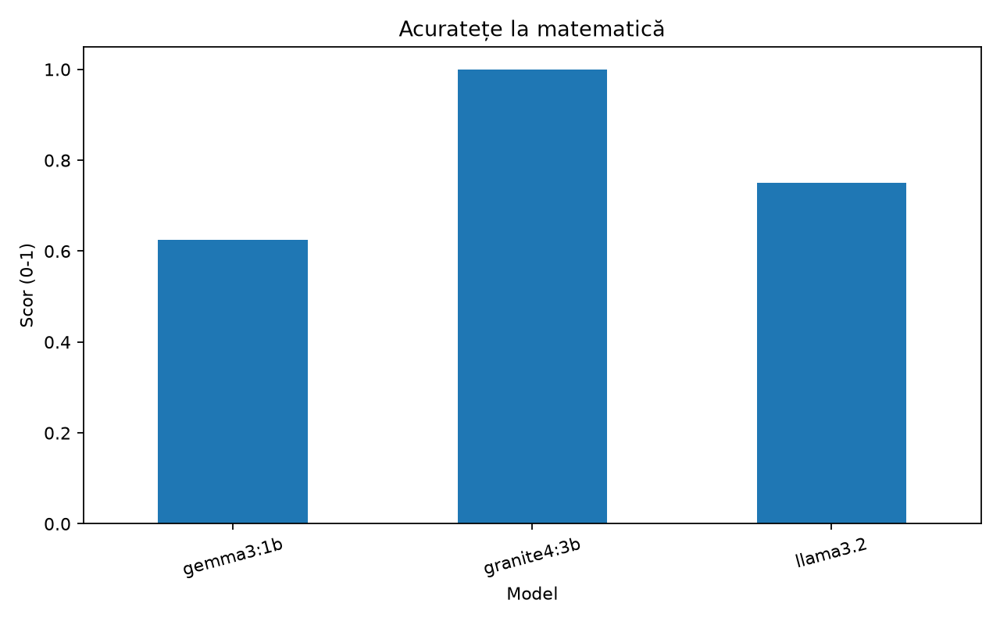 Acuratețe la matematică
Scor (0-1)
1.0
0.8
0.6
0.4
0.2
0.0
gemma3:1b
granite4:3b
llama3.2
Model